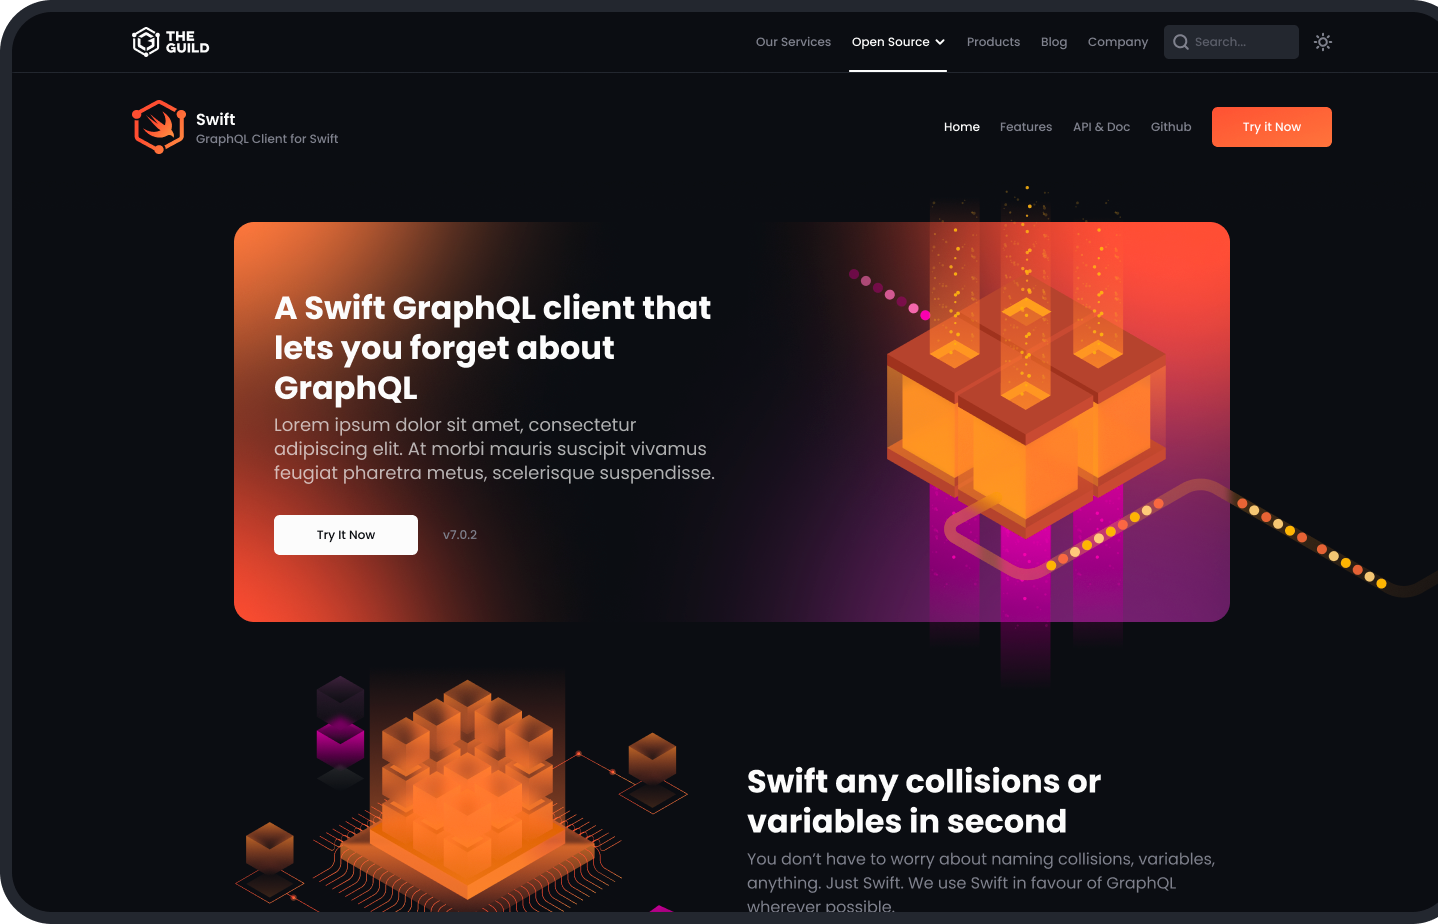 THE
GUILD
Our Services
Open Source
Products
Blog
Company
Search...
Swift
GraphQL Client for Swift
Home
Features
API & Doc
Github
Try it Now
A Swift GraphQL client that
lets you forget about
GraphQL
Lorem ipsum dolor sit amet, consectetur
adipiscing elit. At morbi mauris suscipit vivamus
feugiat pharetra metus, scelerisque suspendisse.
Try It Now
v7.0.2
Swift any collisions or
variables in second
You don’t have to worry about naming collisions, variables,
anything. Just Swift. We use Swift in favour of GraphQL
wherever possible.